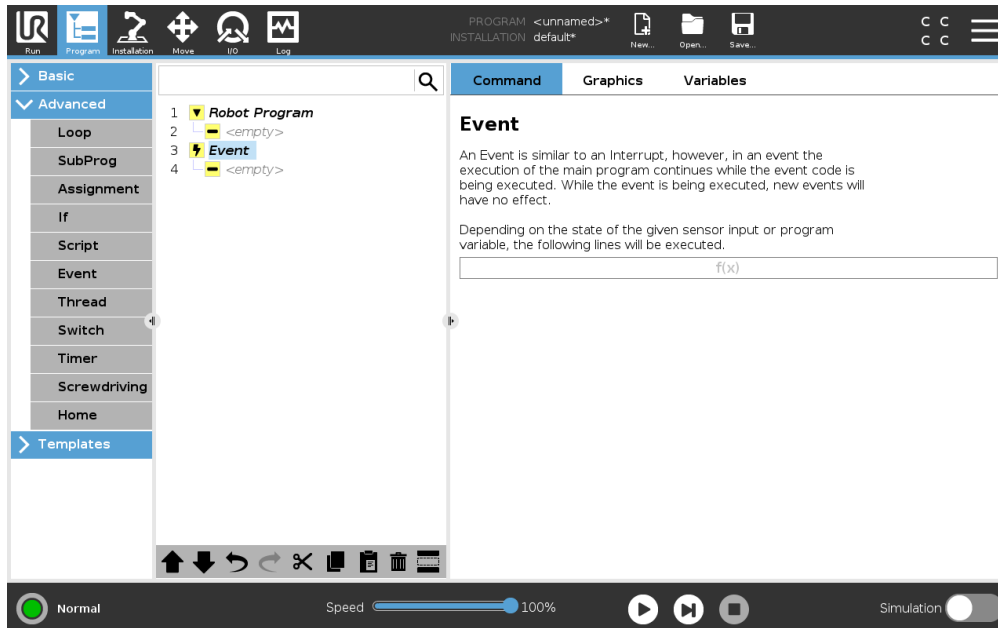 UR
Run
Program
Installation
Move
I/O
Log
PROGRAM <unnamed>*
INSTALLATION default*
New...
Open...
Save...
C C
C C
Basic
Advanced
Loop
SubProg
Assignment
If
Script
Event
Thread
Switch
Timer
Screwdriving
Home
Templates
1 Robot Program
2 <empty>
3 Event
4 <empty>
Command Graphics Variables
Event
An Event is similar to an Interrupt, however, in an event the
execution of the main program continues while the event code is
being executed. While the event is being executed, new events will
have no effect.
Depending on the state of the given sensor input or program
variable, the following lines will be executed.
f(x)
Normal
Speed 100%
Simulation